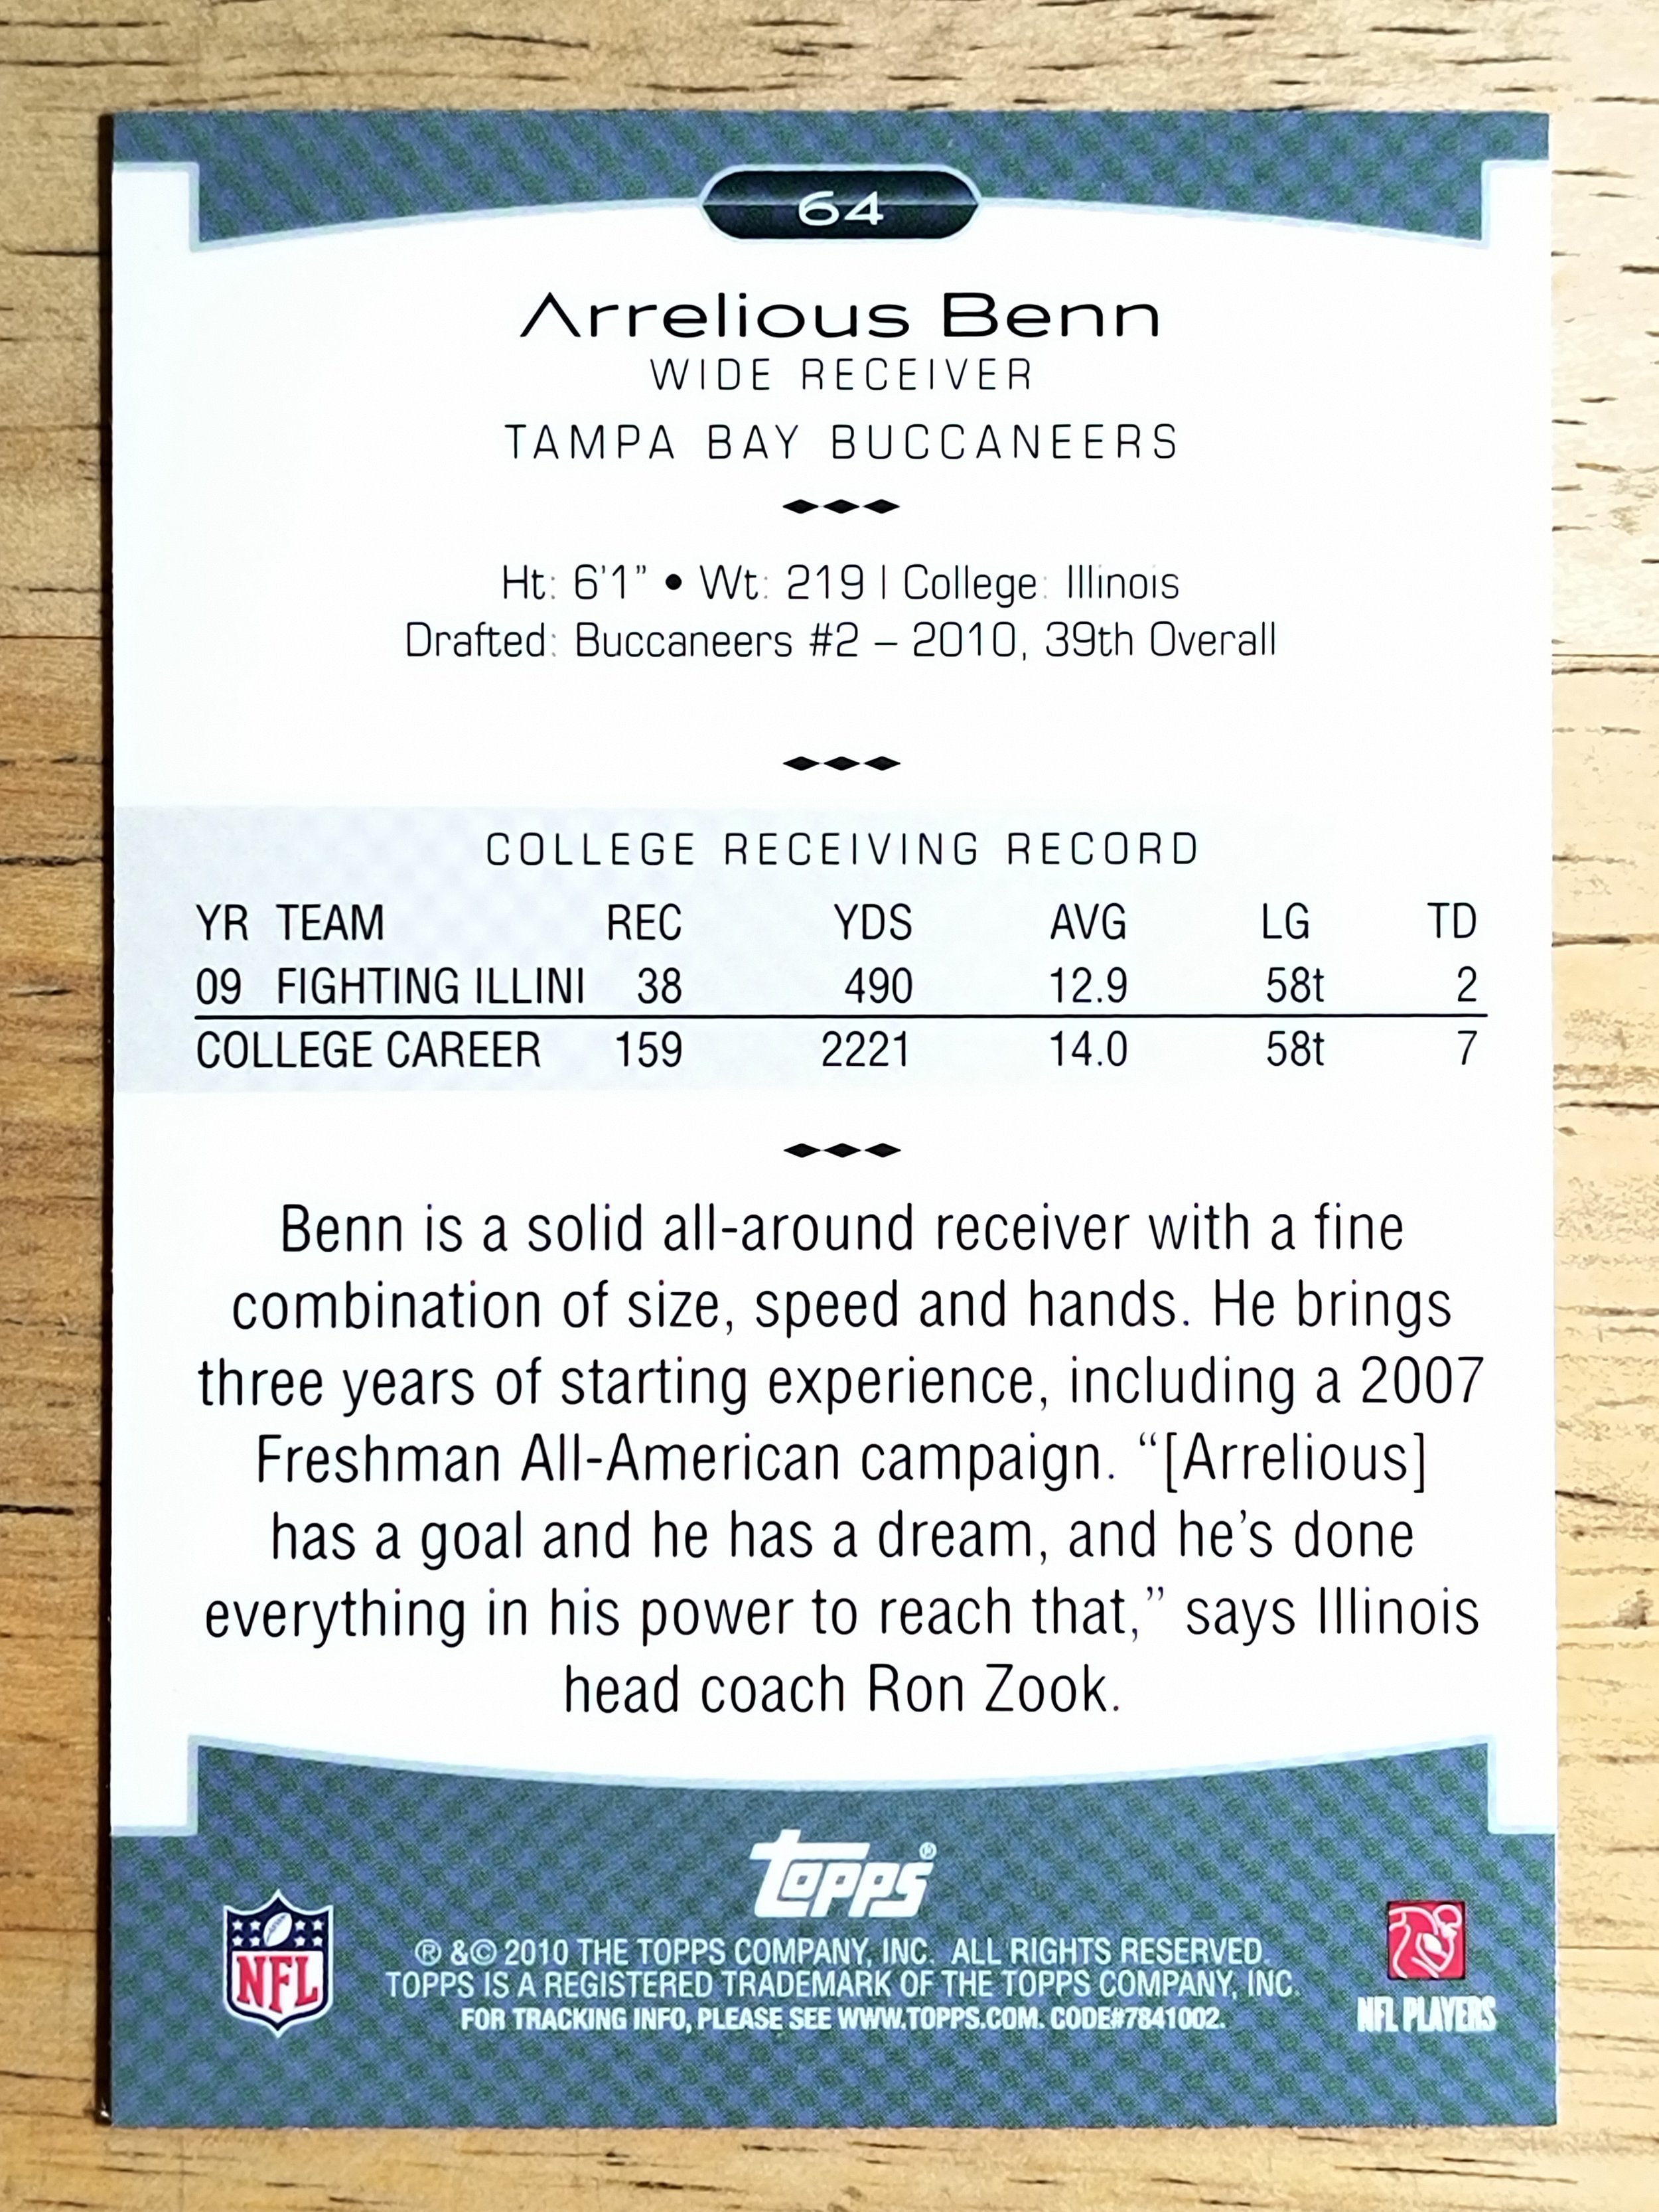 64
Arrelious Benn
WIDE RECEIVER
TAMPA BAY BUCCANEERS
Ht: 6'1" • Wt: 219 | College: Illinois
Drafted: Buccaneers #2 – 2010, 39th Overall
COLLEGE RECEIVING RECORD
YR TEAM REC YDS AVG LG TD
09 FIGHTING ILLINI 38 490 12.9 58t 2
COLLEGE CAREER 159 2221 14.0 58t 7
Benn is a solid all-around receiver with a fine
combination of size, speed and hands. He brings
three years of starting experience, including a 2007
Freshman All-American campaign. “[Arrelious]
has a goal and he has a dream, and he’s done
everything in his power to reach that,” says Illinois
head coach Ron Zook.
topps®
® &© 2010 THE TOPPS COMPANY, INC. ALL RIGHTS RESERVED.
TOPPS IS A REGISTERED TRADEMARK OF THE TOPPS COMPANY, INC.
FOR TRACKING INFO, PLEASE SEE WWW.TOPPS.COM. CODE#7841002.
NFL
NFL PLAYERS